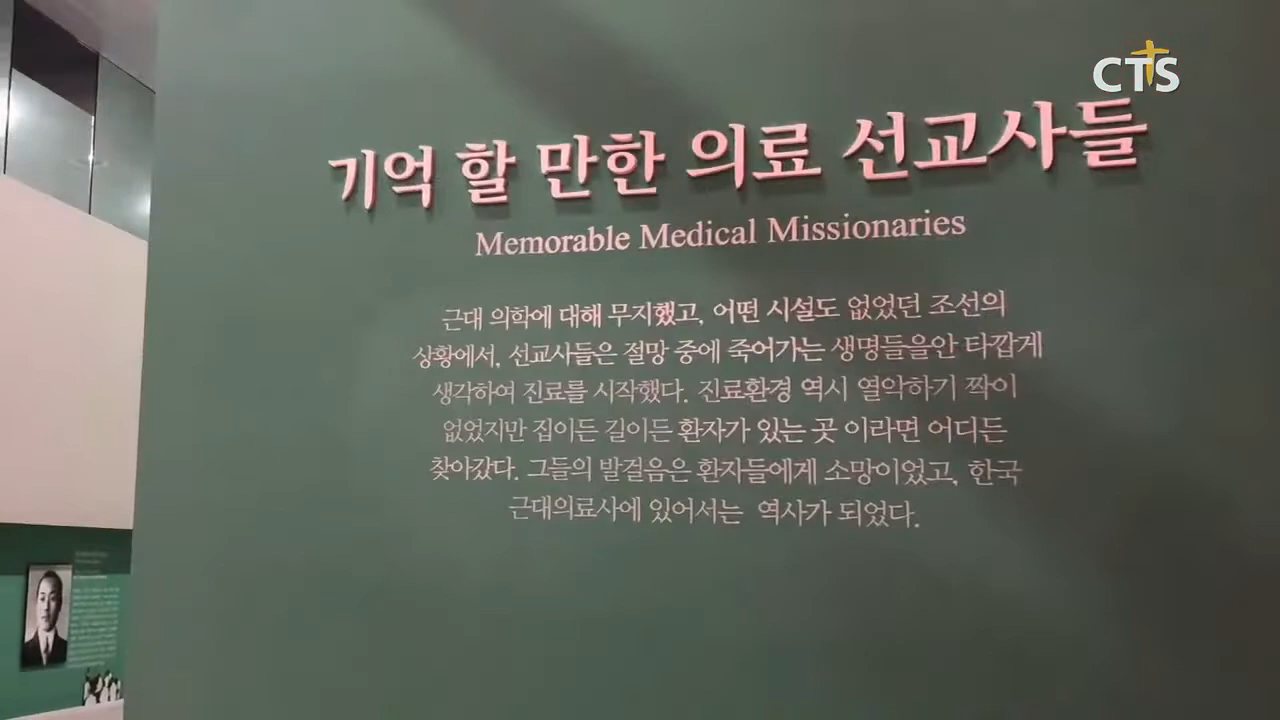 CTS
기억 할 만한 의료 선교사들
Memorable Medical Missionaries
근대 의학에 대해 무지했고, 어떤 시설도 없었던 조선의
상황에서, 선교사들은 절망 중에 죽어가는 생명들을안 타깝게
생각하여 진료를 시작했다. 진료환경 역시 열악하기 짝이
없었지만 집이든 길이든 환자가 있는 곳 이라면 어디든
찾아갔다. 그들의 발걸음은 환자들에게 소망이었고, 한국
근대의료사에 있어서는 역사가 되었다.